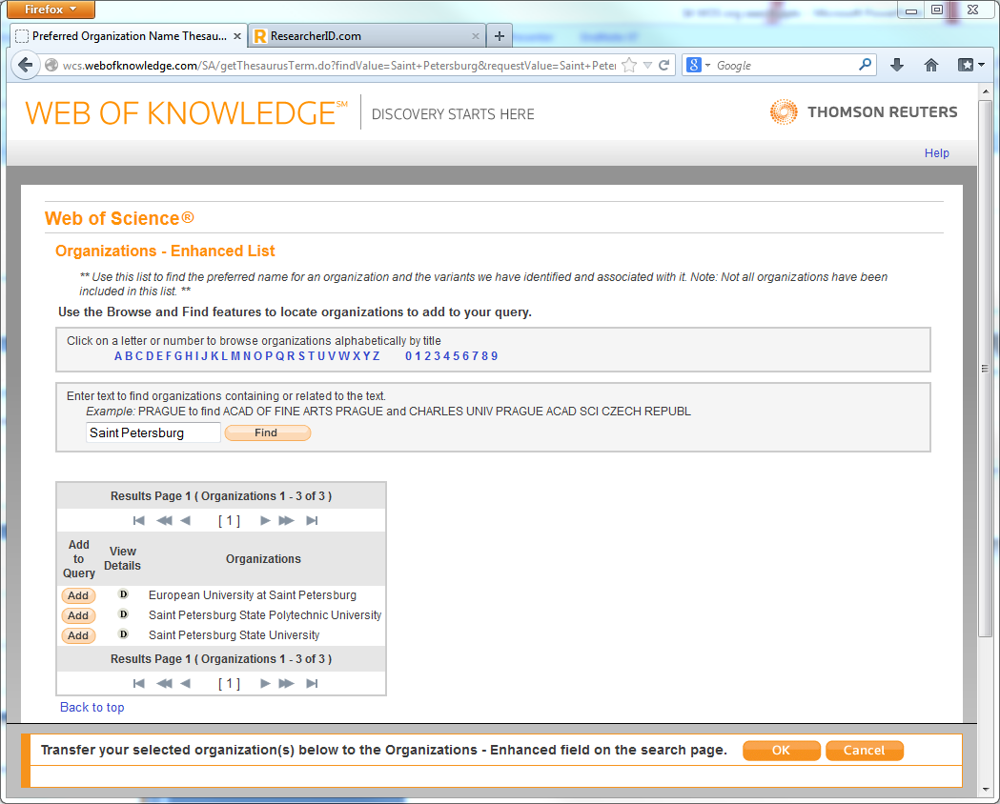 Firefox
Preferred Organization Name Thesau... ×
ResearcherID.com ×
wcs.webofknowledge.com/SA/getThesaurusTerm.do?findValue=Saint+Petersburg&requestValue=Saint+Peter
Google
WEB OF KNOWLEDGE℠ DISCOVERY STARTS HERE
THOMSON REUTERS
Help
Web of Science®
Organizations - Enhanced List
** Use this list to find the preferred name for an organization and the variants we have identified and associated with it. Note: Not all organizations have been
included in this list. **
Use the Browse and Find features to locate organizations to add to your query.
Click on a letter or number to browse organizations alphabetically by title
A B C D E F G H I J K L M N O P Q R S T U V W X Y Z 0 1 2 3 4 5 6 7 8 9
Enter text to find organizations containing or related to the text.
Example: PRAGUE to find ACAD OF FINE ARTS PRAGUE and CHARLES UNIV PRAGUE ACAD SCI CZECH REPUBL
Saint Petersburg Find
Results Page 1 ( Organizations 1 - 3 of 3 )
[ 1 ]
Add to Query View Details Organizations
Add D European University at Saint Petersburg
Add D Saint Petersburg State Polytechnic University
Add D Saint Petersburg State University
Results Page 1 ( Organizations 1 - 3 of 3 )
[ 1 ]
Back to top
Transfer your selected organization(s) below to the Organizations - Enhanced field on the search page. OK Cancel